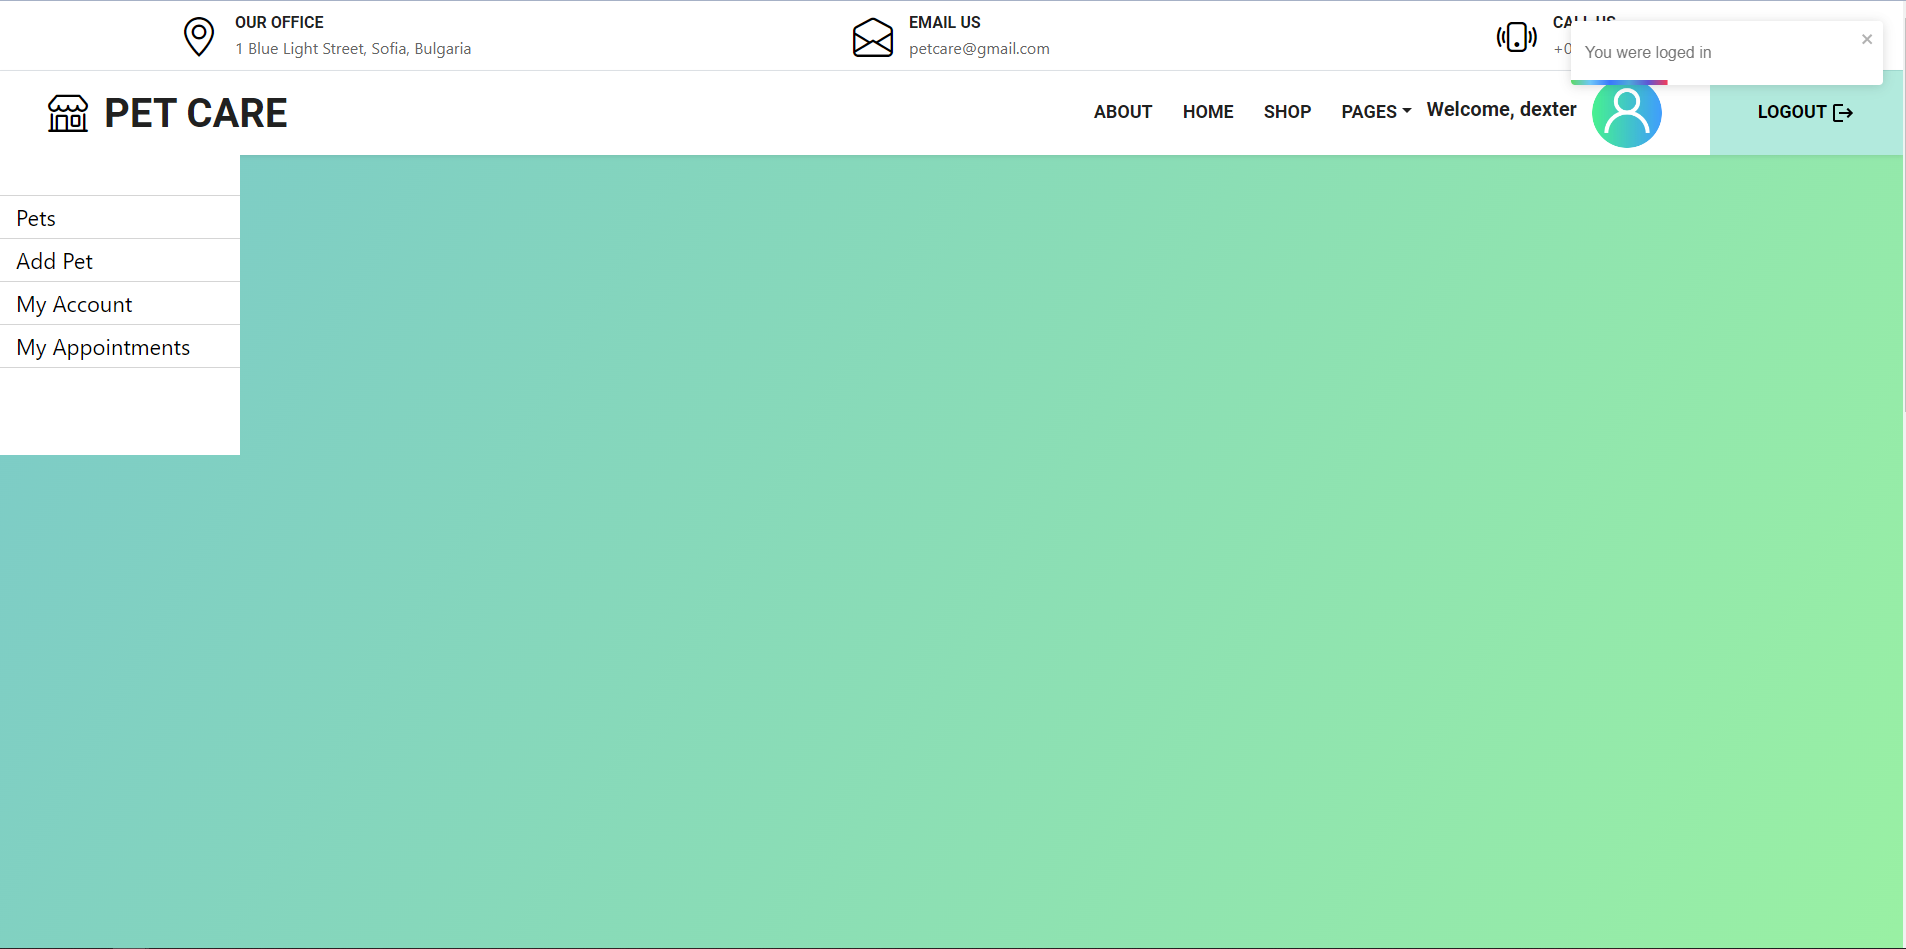 OUR OFFICE
1 Blue Light Street, Sofia, Bulgaria
EMAIL US
petcare@gmail.com
CALL US
+0
You were loged in
PET CARE
ABOUT HOME SHOP PAGES Welcome, dexter
LOGOUT
Pets
Add Pet
My Account
My Appointments